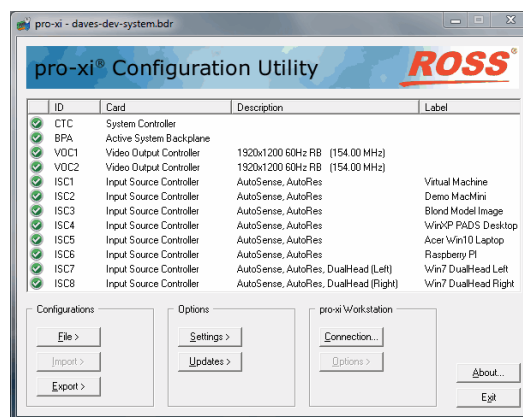 pro-xi - daves-dev-system.bdr
pro-xi® Configuration Utility
ROSS®
ID Card Description Label
CTC System Controller
BPA Active System Backplane
VOC1 Video Output Controller 1920x1200 60Hz RB (154.00 MHz)
VOC2 Video Output Controller 1920x1200 60Hz RB (154.00 MHz)
ISC1 Input Source Controller AutoSense, AutoRes Virtual Machine
ISC2 Input Source Controller AutoSense, AutoRes Demo MacMini
ISC3 Input Source Controller AutoSense, AutoRes Blond Model Image
ISC4 Input Source Controller AutoSense, AutoRes WinXP PADS Desktop
ISC5 Input Source Controller AutoSense, AutoRes Acer Win10 Laptop
ISC6 Input Source Controller AutoSense, AutoRes Raspberry PI
ISC7 Input Source Controller AutoSense, AutoRes, DualHead (Left) Win7 DualHead Left
ISC8 Input Source Controller AutoSense, AutoRes, DualHead (Right) Win7 DualHead Right
Configurations Options pro-xi Workstation
File > Settings > Connection...
Import > Updates > Options >
Export > About...
Exit